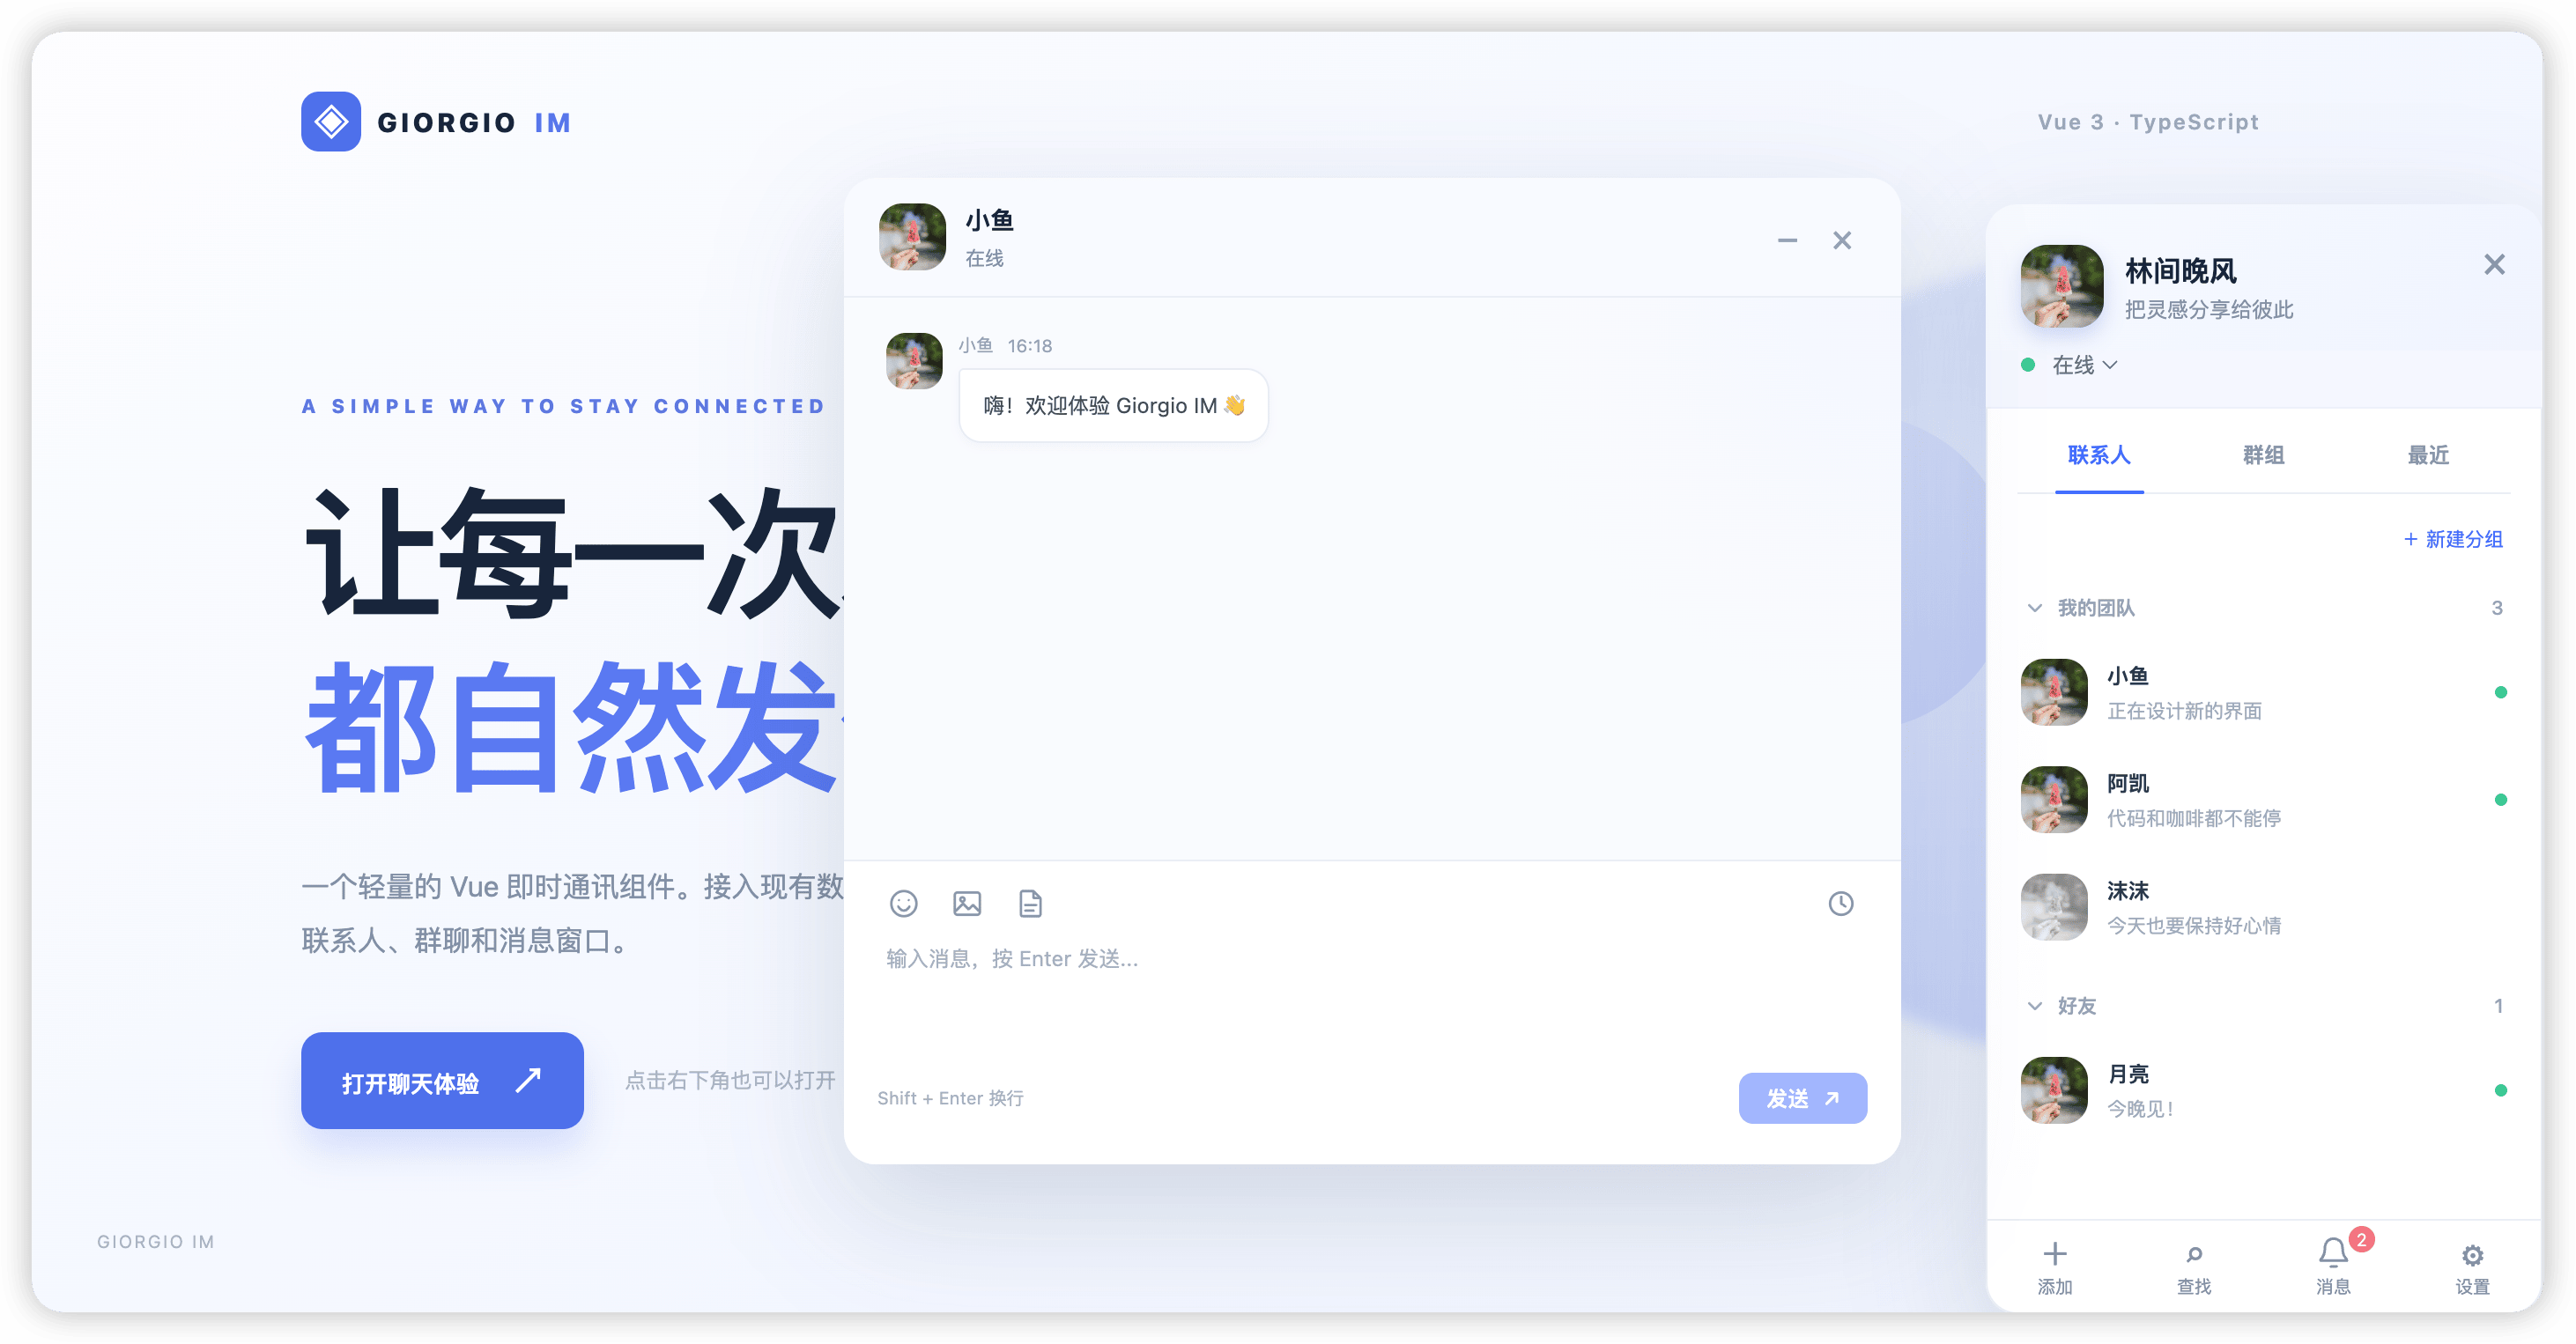 GIORGIO IM
Vue 3 · TypeScript
A SIMPLE WAY TO STAY CONNECTED
让每一次
都自然发
一个轻量的 Vue 即时通讯组件。接入现有数
联系人、群聊和消息窗口。
打开聊天体验 ↗
点击右下角也可以打开
GIORGIO IM
小鱼
在线
小鱼 16:18
嗨！欢迎体验 Giorgio IM 👋
输入消息，按 Enter 发送...
Shift + Enter 换行
发送 ↗
林间晚风
把灵感分享给彼此
在线
联系人 群组 最近
+ 新建分组
我的团队 3
小鱼
正在设计新的界面
阿凯
代码和咖啡都不能停
沫沫
今天也要保持好心情
好友 1
月亮
今晚见！
2
添加 查找 消息 设置